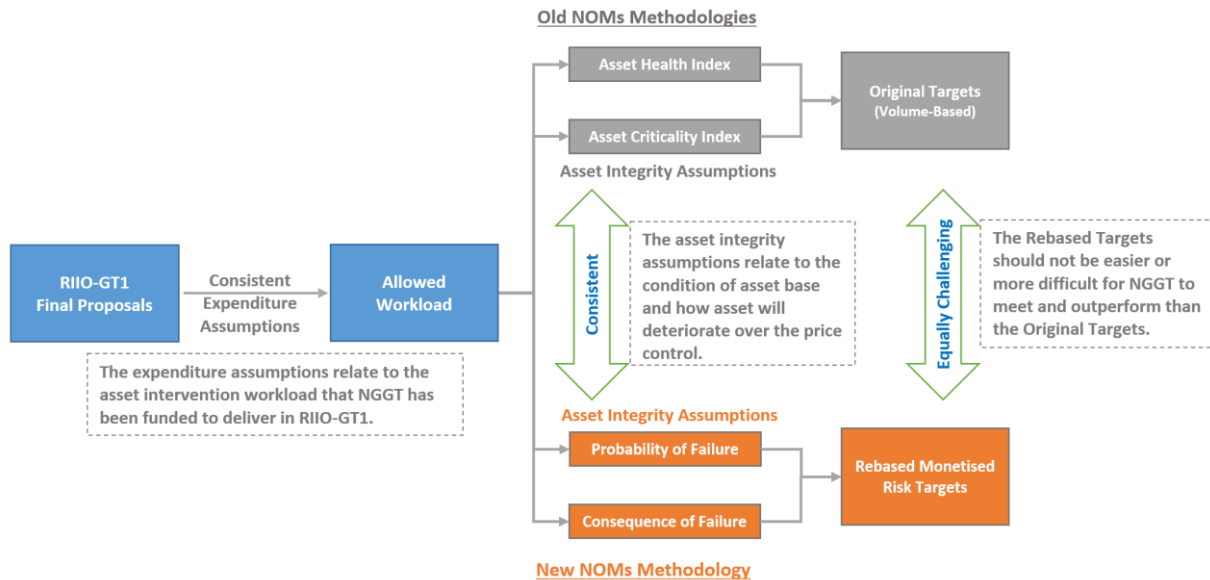 Old NOMs Methodologies
Asset Health Index
Asset Criticality Index
Asset Integrity Assumptions
Original Targets
(Volume-Based)
RIIO-GT1
Final Proposals
Consistent
Expenditure
Assumptions
Allowed
Workload
The expenditure assumptions relate to the
asset intervention workload that NGGT has
been funded to deliver in RIIO-GT1.
Consistent
The asset integrity
assumptions relate to the
condition of asset base
and how asset will
deteriorate over the price
control.
Equally Challenging
The Rebased Targets
should not be easier or
more difficult for NGGT to
meet and outperform than
the Original Targets.
Asset Integrity Assumptions
Probability of Failure
Consequence of Failure
Rebased Monetised
Risk Targets
New NOMs Methodology